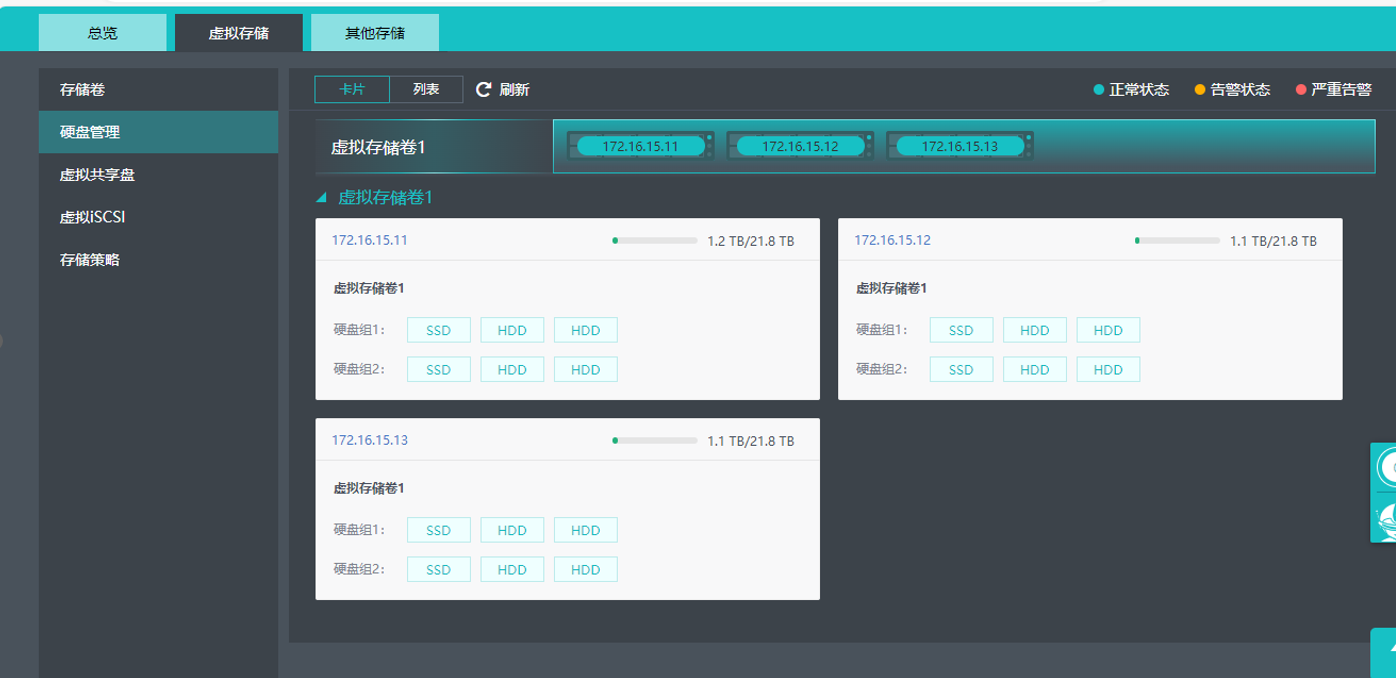 总览 虚拟存储 其他存储
存储卷
硬盘管理
虚拟共享盘
虚拟iSCSI
存储策略
卡片 列表 刷新 正常状态 告警状态 严重告警
虚拟存储卷1 172.16.15.11 172.16.15.12 172.16.15.13
虚拟存储卷1
172.16.15.11 1.2 TB/21.8 TB
虚拟存储卷1
硬盘组1: SSD HDD HDD
硬盘组2: SSD HDD HDD
172.16.15.12 1.1 TB/21.8 TB
虚拟存储卷1
硬盘组1: SSD HDD HDD
硬盘组2: SSD HDD HDD
172.16.15.13 1.1 TB/21.8 TB
虚拟存储卷1
硬盘组1: SSD HDD HDD
硬盘组2: SSD HDD HDD